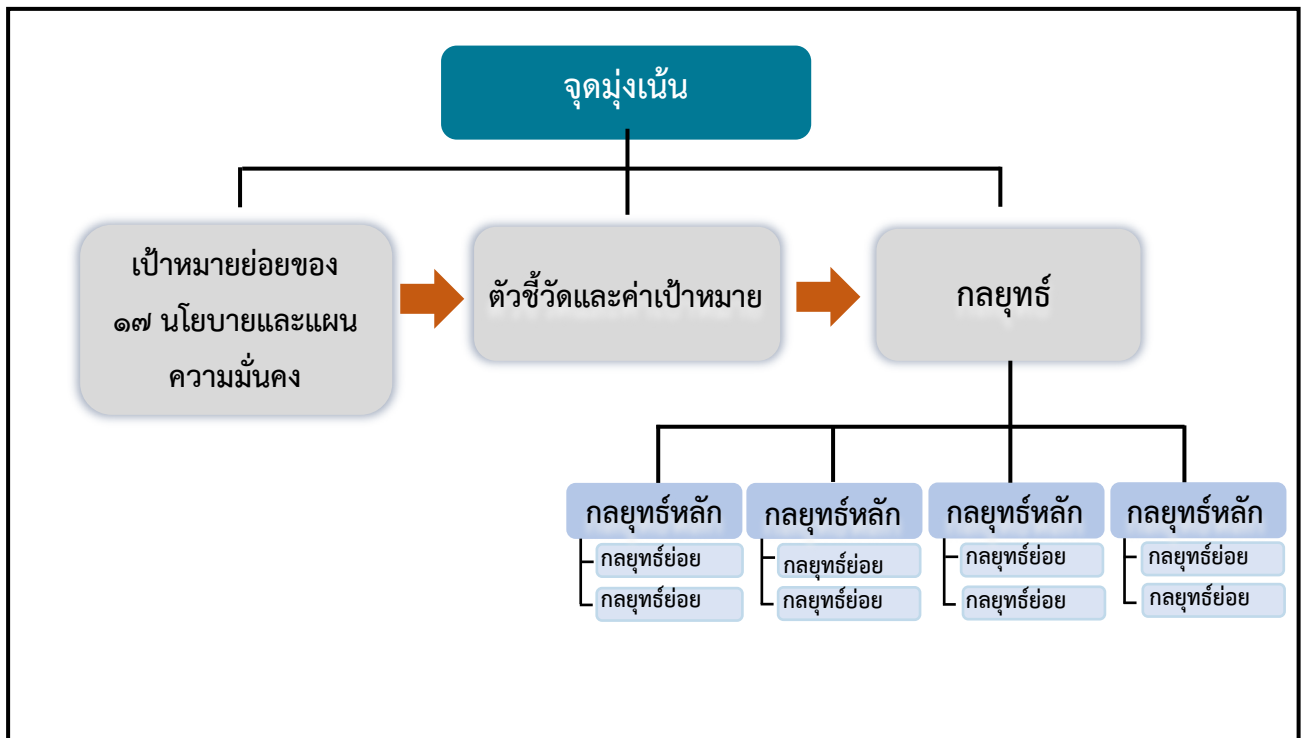 จุดมุ่งเน้น
เป้าหมายย่อยของ
๑๗ นโยบายและแผน
ความมั่นคง
ตัวชี้วัดและค่าเป้าหมาย
กลยุทธ์
กลยุทธ์หลัก
กลยุทธ์ย่อย
กลยุทธ์ย่อย
กลยุทธ์หลัก
กลยุทธ์ย่อย
กลยุทธ์ย่อย
กลยุทธ์หลัก
กลยุทธ์ย่อย
กลยุทธ์ย่อย
กลยุทธ์หลัก
กลยุทธ์ย่อย
กลยุทธ์ย่อย